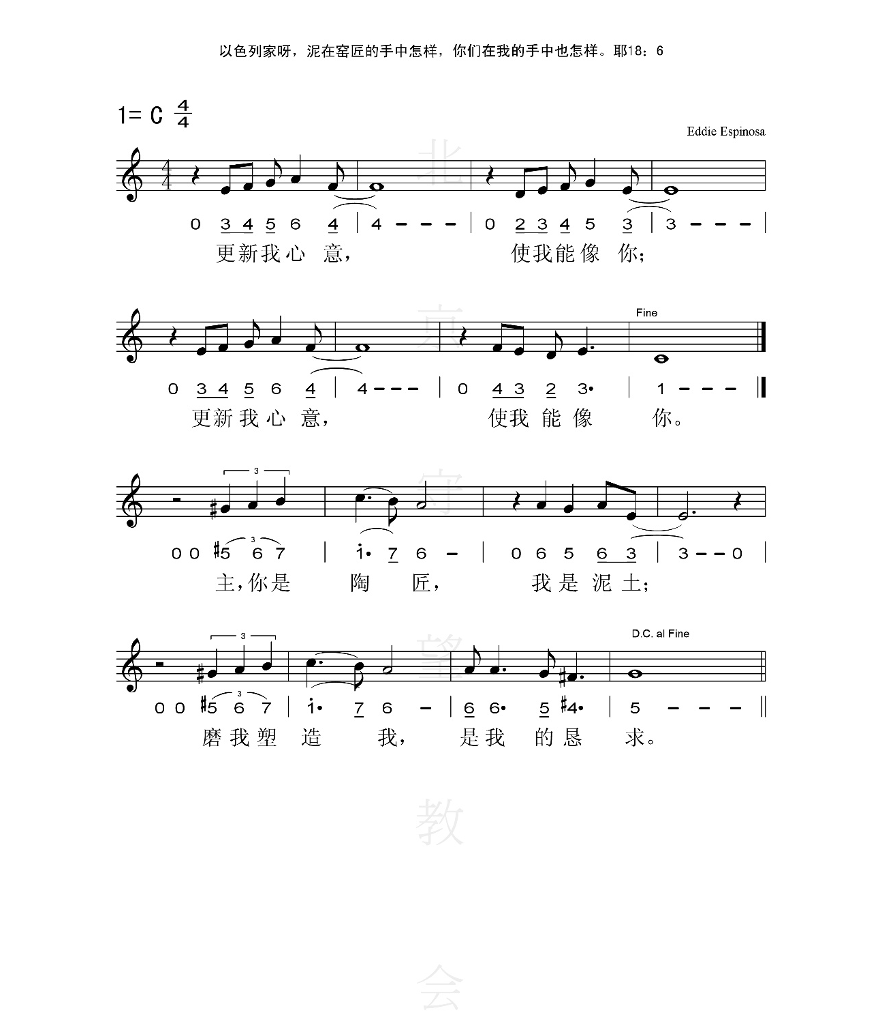 以色列家呀，泥在窑匠的手中怎样，你们在我的手中也怎样。耶18：6
1= C 4/4
Eddie Espinosa
0 3 4 5 6 4 | 4 - - - | 0 2 3 4 5 3 | 3 - - - |
更新我心意， 使我能像你；
Fine
0 3 4 5 6 4 | 4 - - - | 0 4 3 2 3· | 1 - - - ‖
更新我心意， 使我能像你。
3
0 0 #5 6 7 | 1· 7 6 - | 0 6 5 6 3 | 3 - - 0 |
3
主，你是陶匠， 我是泥土；
3
D.C. al Fine
0 0 #5 6 7 | 1· 7 6 - | 6 6· 5 #4· | 5 - - - ‖
3
磨我塑造我， 是我的恳求。
北京守望教会